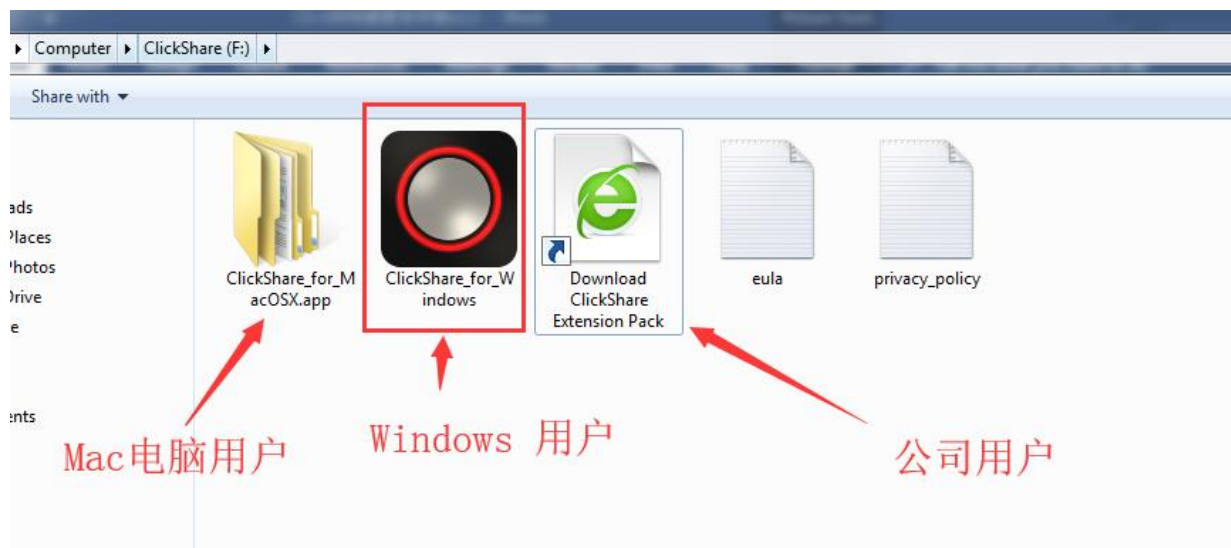 Computer ClickShare (F:)
Share with
ads
Places
Photos
Drive
e
ents
ClickShare_for_M
acOSX.app
ClickShare_for_W
indows
Download
ClickShare
Extension Pack
eula
privacy_policy
Mac电脑用户
Windows 用户
公司用户